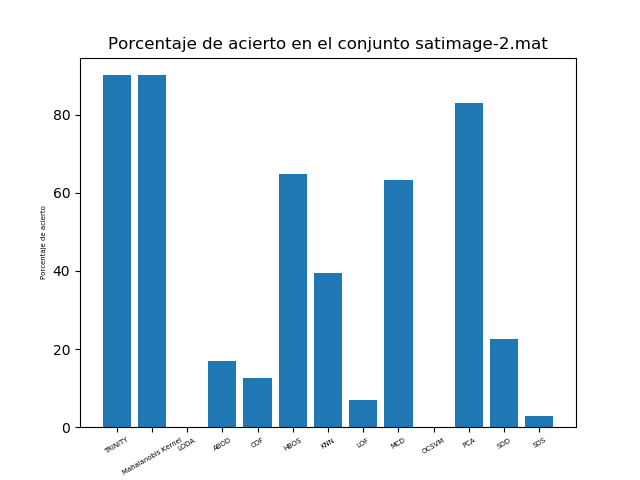 Porcentaje de acierto en el conjunto satimage-2.mat
Porcentaje de acierto
80
60
40
20
0
TRINITY
Mahalanobis Kernel
LODA
ABOD
COF
HBOS
KNN
LOF
MCD
OCSVM
PCA
SOD
SOS